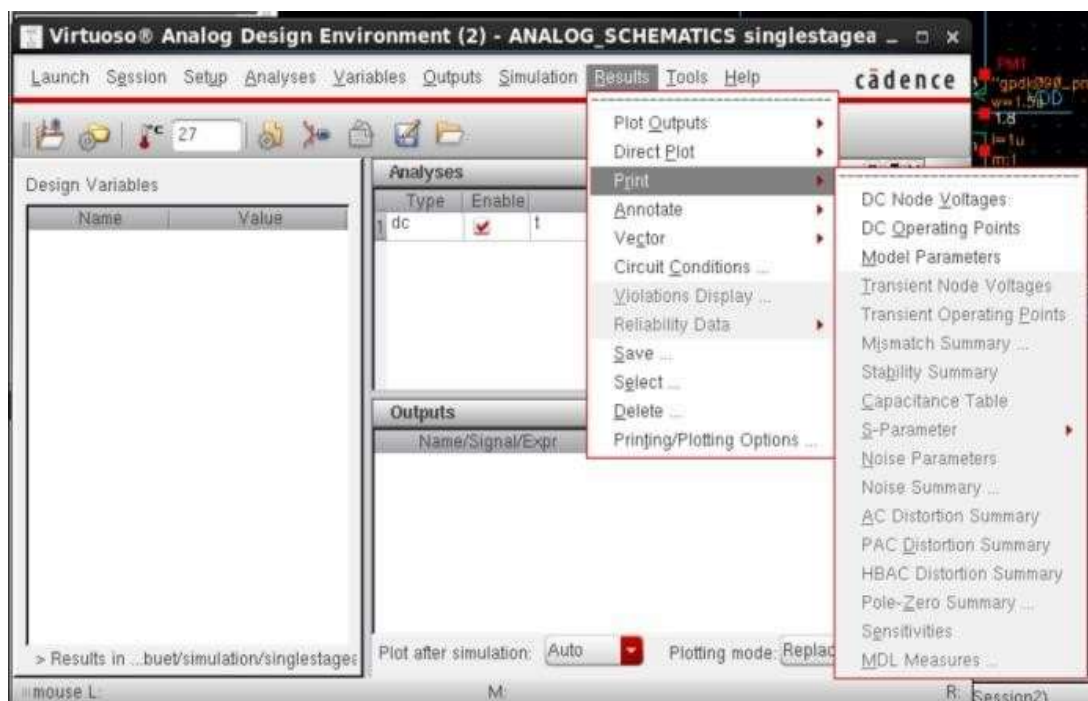 Virtuoso® Analog Design Environment (2) - ANALOG_SCHEMATICS singlestagea
Launch Session Setup Analyses Variables Outputs Simulation Results Tools Help cādence
27
Design Variables
Name Value
Analyses
Type Enable
1 dc t
Outputs
Name/Signal/Expr
Plot after simulation: Auto Plotting mode: Replac
> Results in ...buet/simulation/singlestages
mouse L: M: R:
Plot Outputs
Direct Plot
Print
Annotate
Vector
Circuit Conditions ...
Violations Display ...
Reliability Data
Save ...
Select ...
Delete ...
Printing/Plotting Options ...
DC Node Voltages
DC Operating Points
Model Parameters
Transient Node Voltages
Transient Operating Points
Mismatch Summary ...
Stability Summary
Capacitance Table
S-Parameter
Noise Parameters
Noise Summary ...
AC Distortion Summary
PAC Distortion Summary
HBAC Distortion Summary
Pole-Zero Summary ...
Sensitivities
MDL Measures ...
VDD
1.8
l=1u
m:1
Session2)